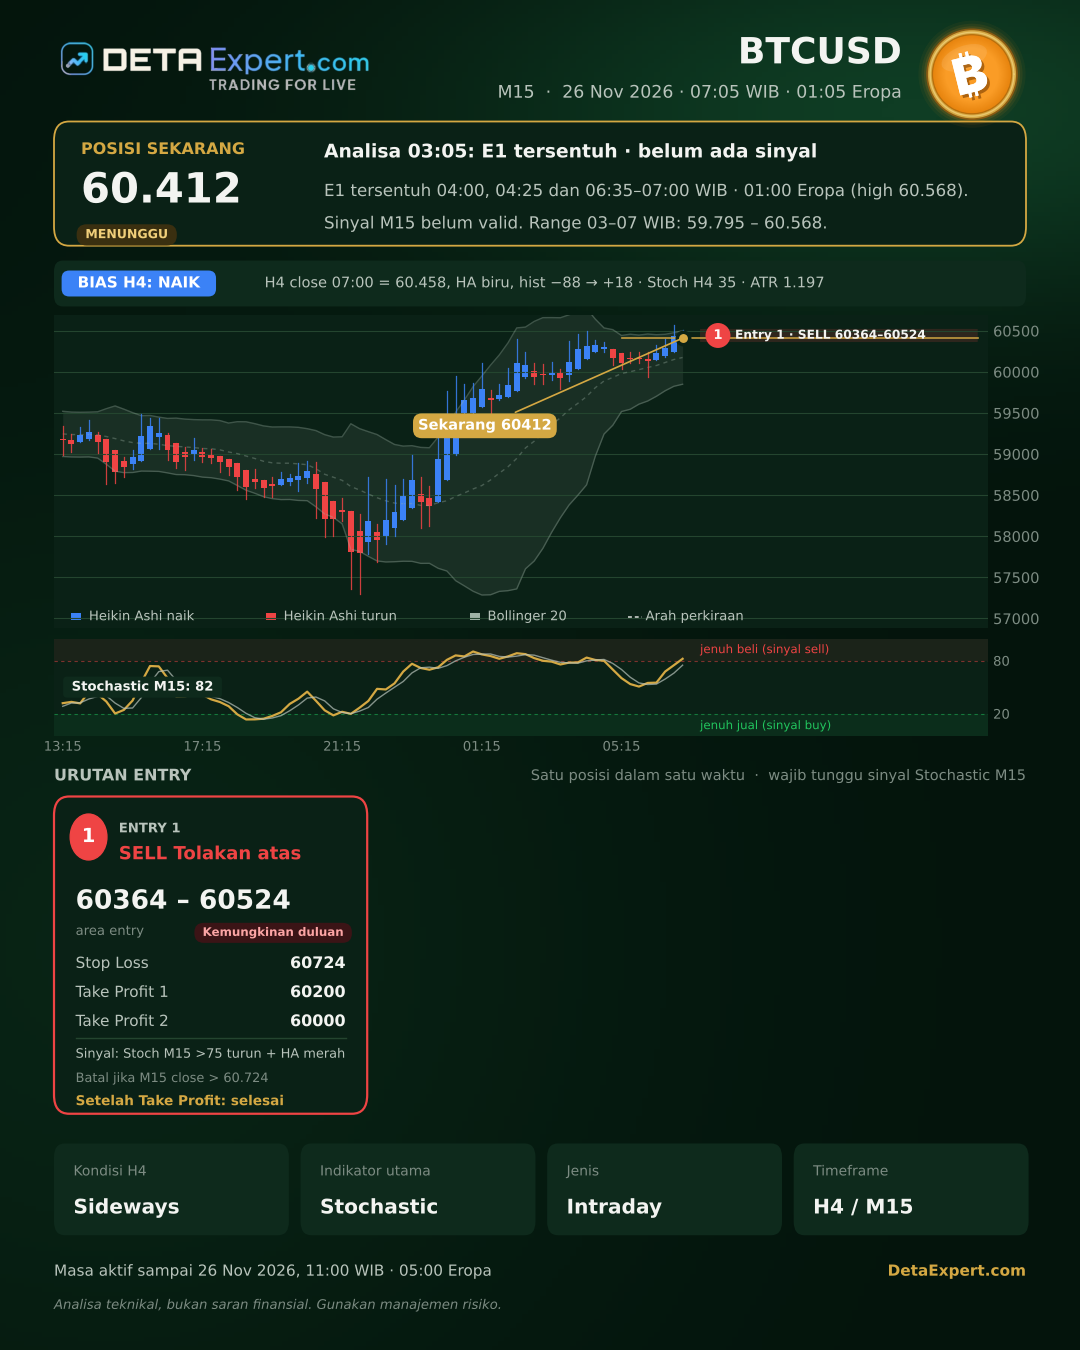 DETA Expert.com
TRADING FOR LIVE
BTCUSD
M15 · 26 Nov 2026 · 07:05 WIB · 01:05 Eropa
POSISI SEKARANG
60.412
MENUNGGU
Analisa 03:05: E1 tersentuh · belum ada sinyal
E1 tersentuh 04:00, 04:25 dan 06:35–07:00 WIB · 01:00 Eropa (high 60.568).
Sinyal M15 belum valid. Range 03–07 WIB: 59.795 – 60.568.
BIAS H4: NAIK
H4 close 07:00 = 60.458, HA biru, hist −88 → +18 · Stoch H4 35 · ATR 1.197
1 Entry 1 · SELL 60364–60524
Sekarang 60412
60500
60000
59500
59000
58500
58000
57500
57000
Heikin Ashi naik
Heikin Ashi turun
Bollinger 20
Arah perkiraan
jenuh beli (sinyal sell)
80
Stochastic M15: 82
20
jenuh jual (sinyal buy)
13:15 17:15 21:15 01:15 05:15
URUTAN ENTRY
Satu posisi dalam satu waktu · wajib tunggu sinyal Stochastic M15
1
ENTRY 1
SELL Tolakan atas
60364 – 60524
area entry
Kemungkinan duluan
Stop Loss 60724
Take Profit 1 60200
Take Profit 2 60000
Sinyal: Stoch M15 >75 turun + HA merah
Batal jika M15 close > 60.724
Setelah Take Profit: selesai
Kondisi H4
Sideways
Indikator utama
Stochastic
Jenis
Intraday
Timeframe
H4 / M15
Masa aktif sampai 26 Nov 2026, 11:00 WIB · 05:00 Eropa
DetaExpert.com
Analisa teknikal, bukan saran finansial. Gunakan manajemen risiko.